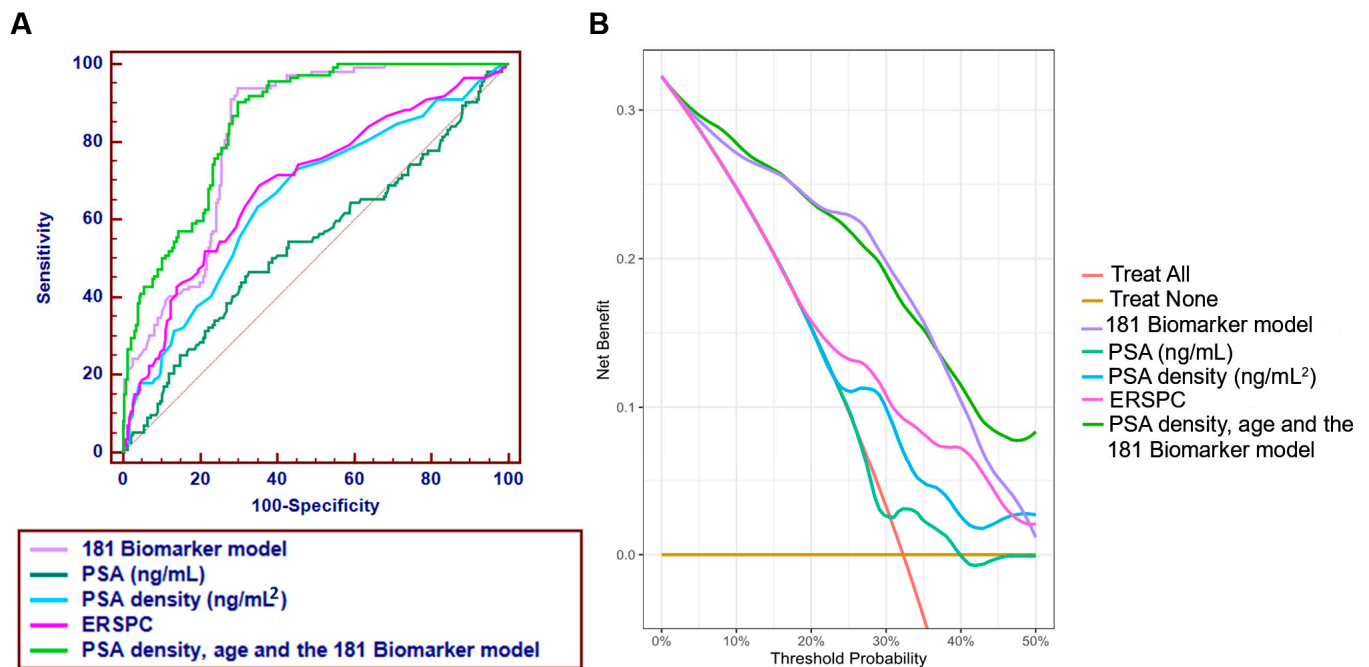 A
100
80
60
40
20
0
Sensitivity
0 20 40 60 80 100
100-Specificity
181 Biomarker model
PSA (ng/mL)
PSA density (ng/mL²)
ERSPC
PSA density, age and the 181 Biomarker model
B
0.3
0.2
0.1
0.0
Net Benefit
0% 10% 20% 30% 40% 50%
Threshold Probability
Treat All
Treat None
181 Biomarker model
PSA (ng/mL)
PSA density (ng/mL²)
ERSPC
PSA density, age and the
181 Biomarker model